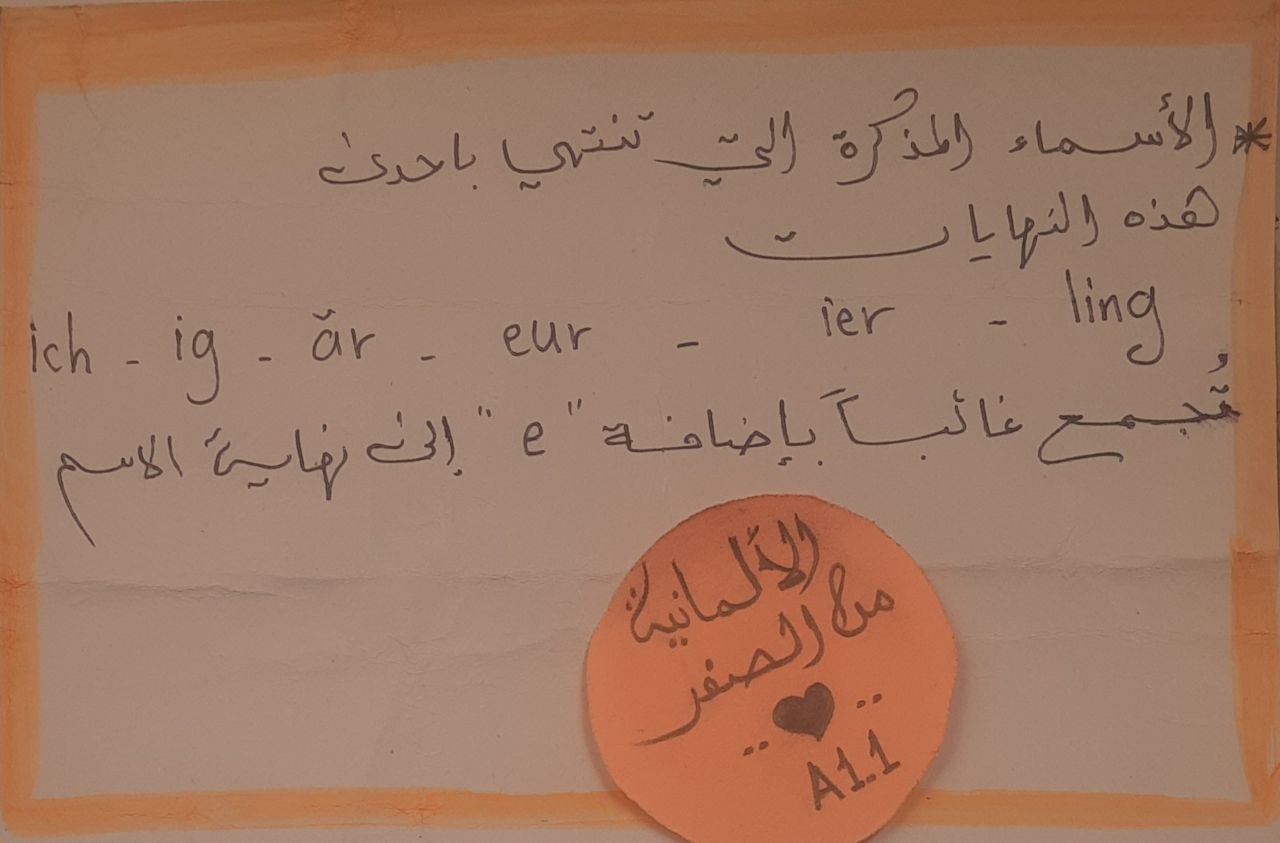 * الأسماء المذكرة التي تنتهي باحدى
هذه النهايات
ling - ier - eur - är - ig - ich
تُجمع غالباً بإضافة "e" إلى نهاية الاسم
الألمانية
من الصفر
.. ♥ ..
A1.1